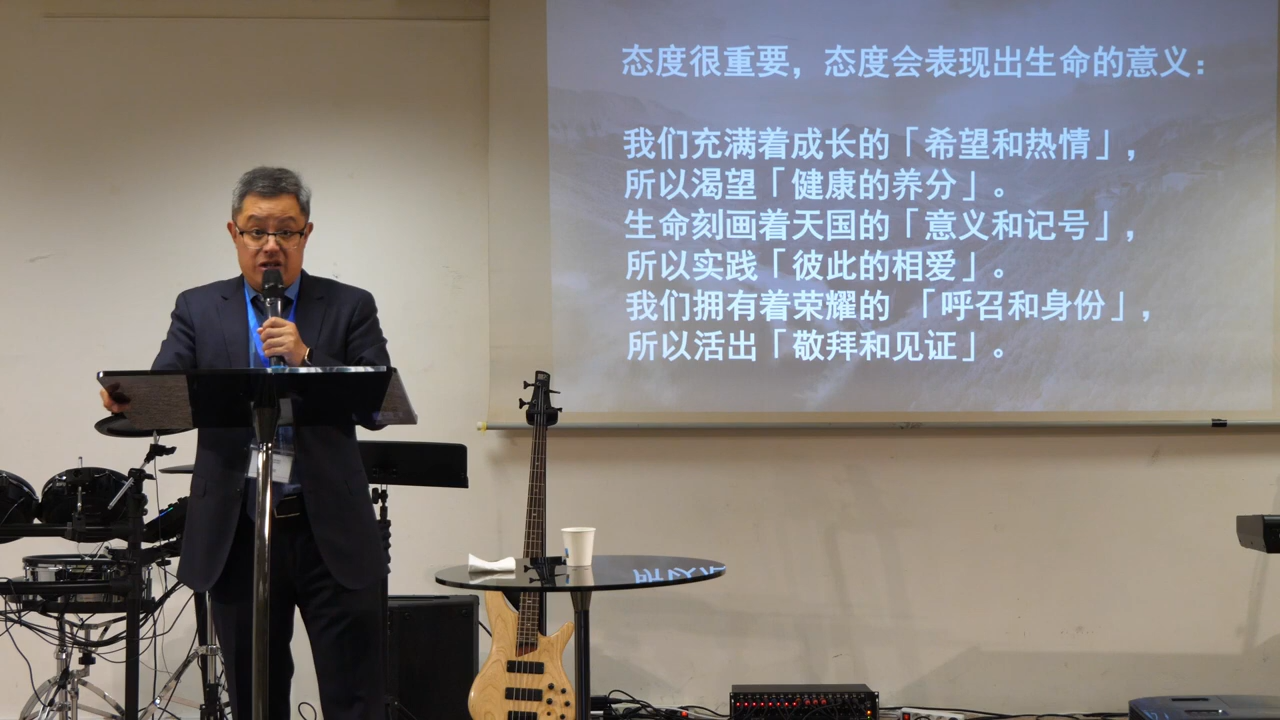 态度很重要，态度会表现出生命的意义：
我们充满着成长的「希望和热情」，
所以渴望「健康的养分」。
生命刻画着天国的「意义和记号」，
所以实践「彼此的相爱」。
我们拥有着荣耀的 「呼召和身份」，
所以活出「敬拜和见证」。